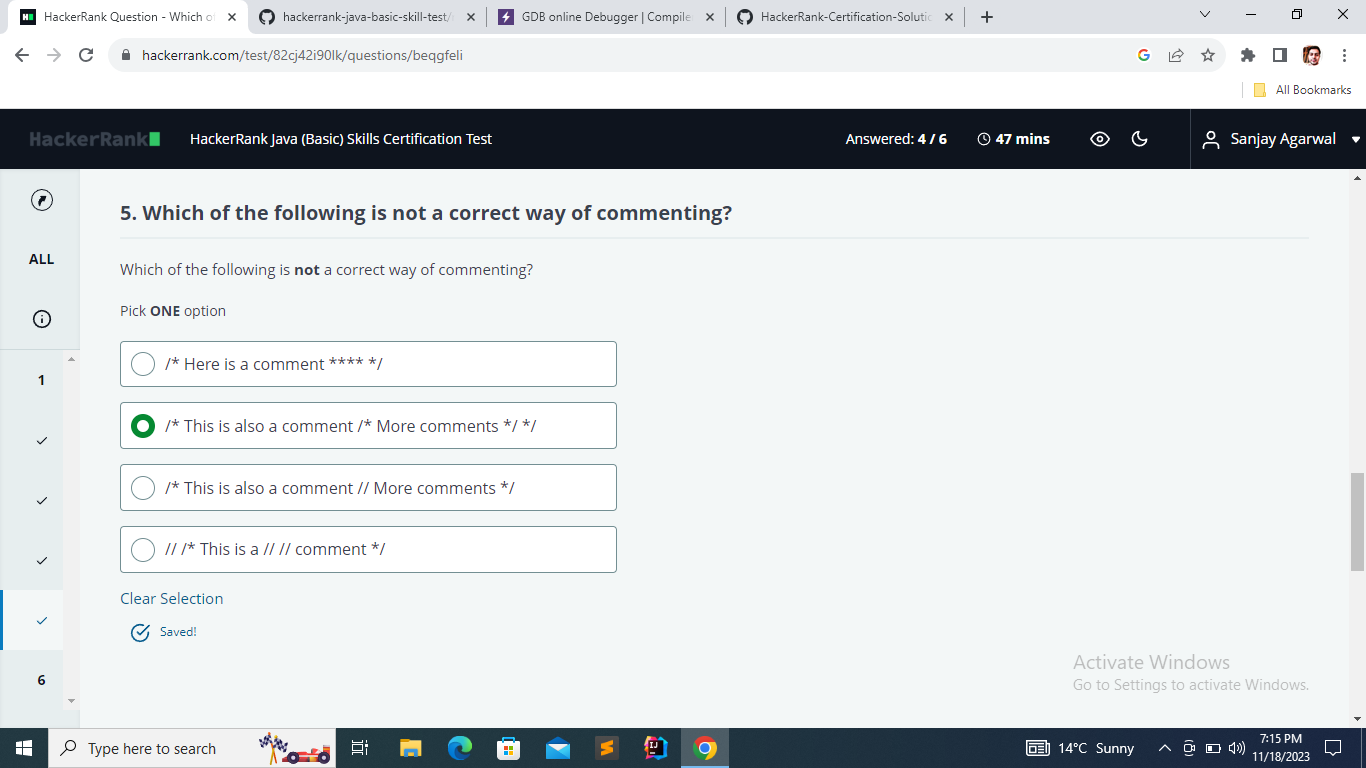 HackerRank Question - Which o
hackerrank-java-basic-skill-test/
GDB online Debugger | Compile
HackerRank-Certification-Solutio
hackerrank.com/test/82cj42i90lk/questions/beqgfeli
All Bookmarks
HackerRank
HackerRank Java (Basic) Skills Certification Test
Answered: 4 / 6
47 mins
Sanjay Agarwal
ALL
1
6
5. Which of the following is not a correct way of commenting?
Which of the following is not a correct way of commenting?
Pick ONE option
/* Here is a comment **** */
/* This is also a comment /* More comments */ */
/* This is also a comment // More comments */
// /* This is a // // comment */
Clear Selection
Saved!
Activate Windows
Go to Settings to activate Windows.
Type here to search
14°C Sunny
7:15 PM
11/18/2023